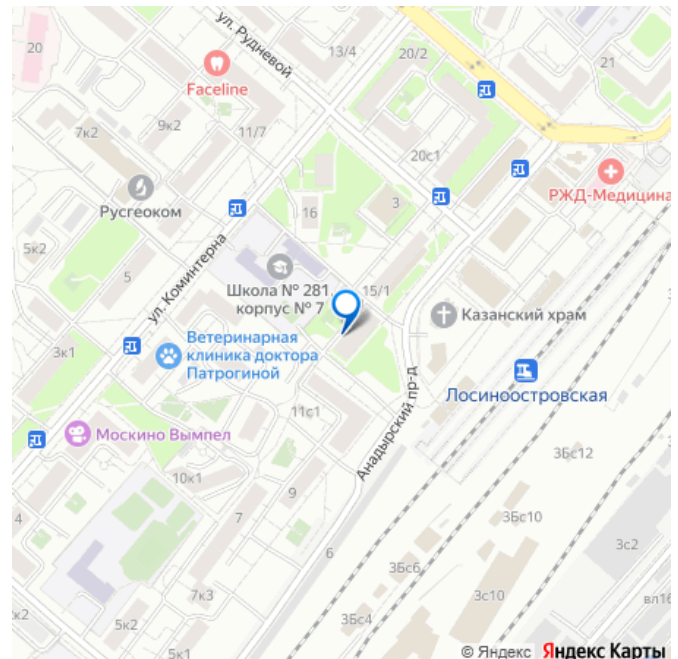 20
ул. Рудневой
13/4
20/2
21
Faceline
7к2
9к2
11/7
20с1
РЖД-Медицина
Русгеоком
16
3
5к2
5
ул. Коминтерна
Школа № 281,
корпус № 7
15/1
Казанский храм
3к1
Ветеринарная
клиника доктора
Патрогиной
Лосиноостровская
11с1
Анадырский пр-д
Москино Вымпел
3Бс12
10к1
9
4
7
3Бс10
3с2
6
3Бс6
3с10
вл16
7к3
3Бс4
к2
5к2
5к1
© Яндекс Яндекс Карты